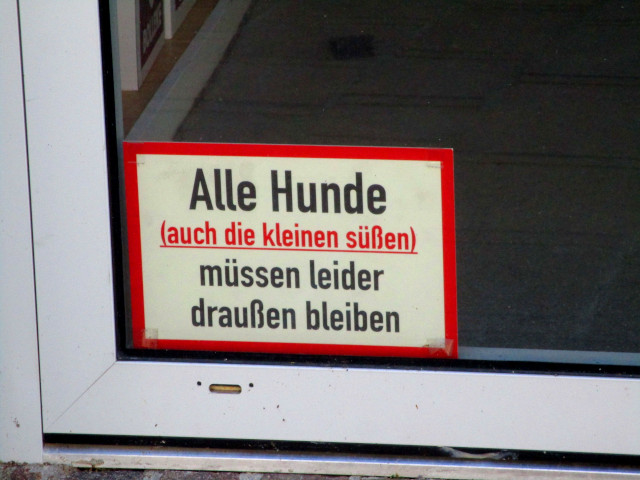 Alle Hunde
(auch die kleinen süßen)
müssen leider
draußen bleiben